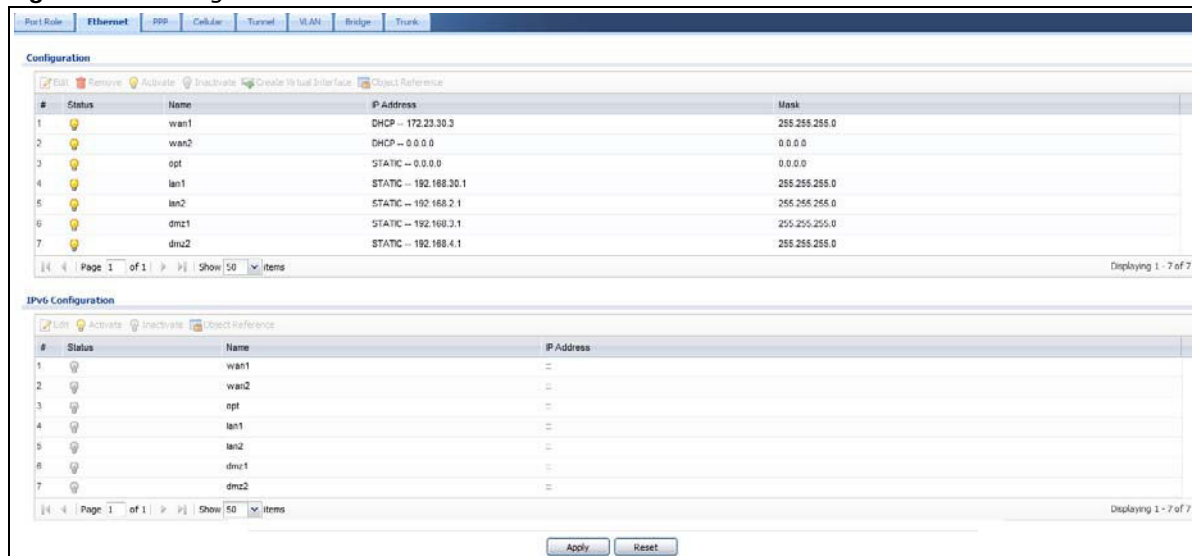 Port Role Ethernet PPP Cellular Tunnel VLAN Bridge Trunk
Configuration
Edit Remove Activate Inactivate Create Virtual Interface Object Reference
# Status Name IP Address Mask
1 wan1 DHCP -- 172.23.30.3 255.255.255.0
2 wan2 DHCP -- 0.0.0.0 0.0.0.0
3 opt STATIC -- 0.0.0.0 0.0.0.0
4 lan1 STATIC -- 192.168.30.1 255.255.255.0
5 lan2 STATIC -- 192.168.2.1 255.255.255.0
6 dmz1 STATIC -- 192.168.3.1 255.255.255.0
7 dmz2 STATIC -- 192.168.4.1 255.255.255.0
Page 1 of 1 Show 50 items Displaying 1 - 7 of 7
IPv6 Configuration
Edit Activate Inactivate Object Reference
# Status Name IP Address
1 wan1 ::
2 wan2 ::
3 opt ::
4 lan1 ::
5 lan2 ::
6 dmz1 ::
7 dmz2 ::
Page 1 of 1 Show 50 items Displaying 1 - 7 of 7
Apply Reset